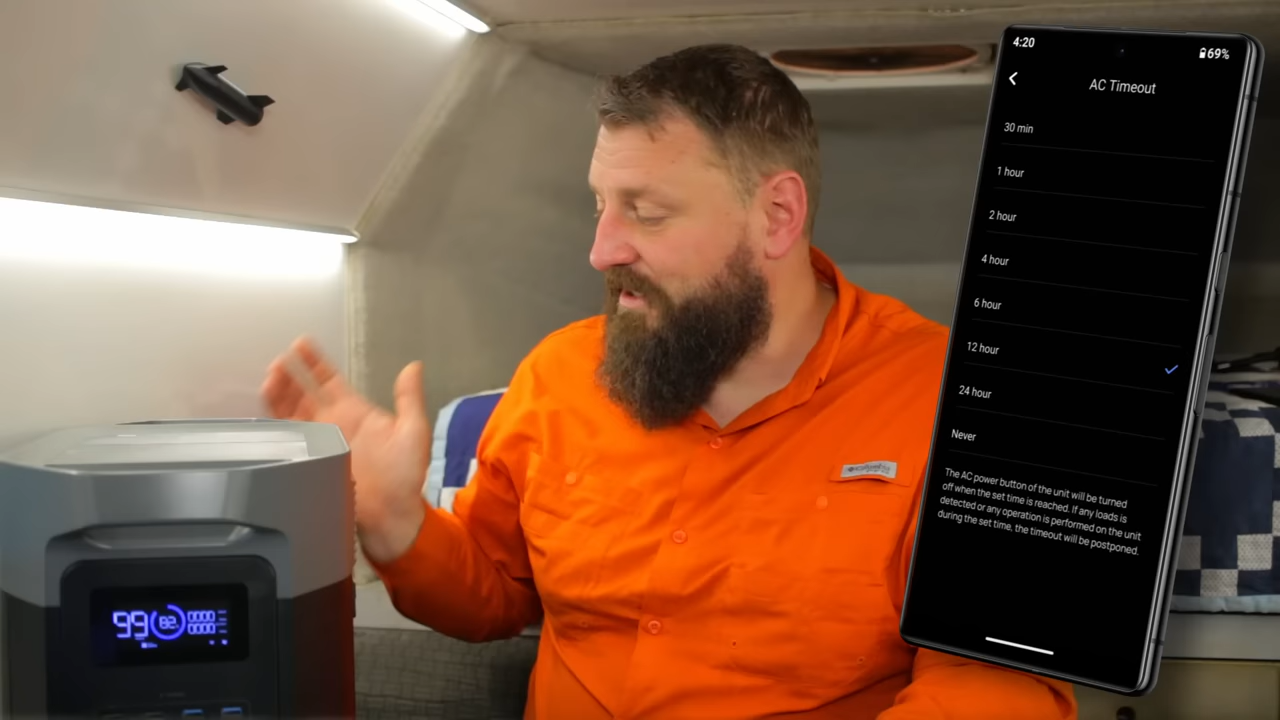 4:20
69%
AC Timeout
30 min
1 hour
2 hour
4 hour
6 hour
12 hour
24 hour
Never
The AC power button of the unit will be turned
off when the set time is reached. If any loads is
detected or any operation is performed on the unit
during the set time, the timeout will be postponed.
Columbia
99 82%